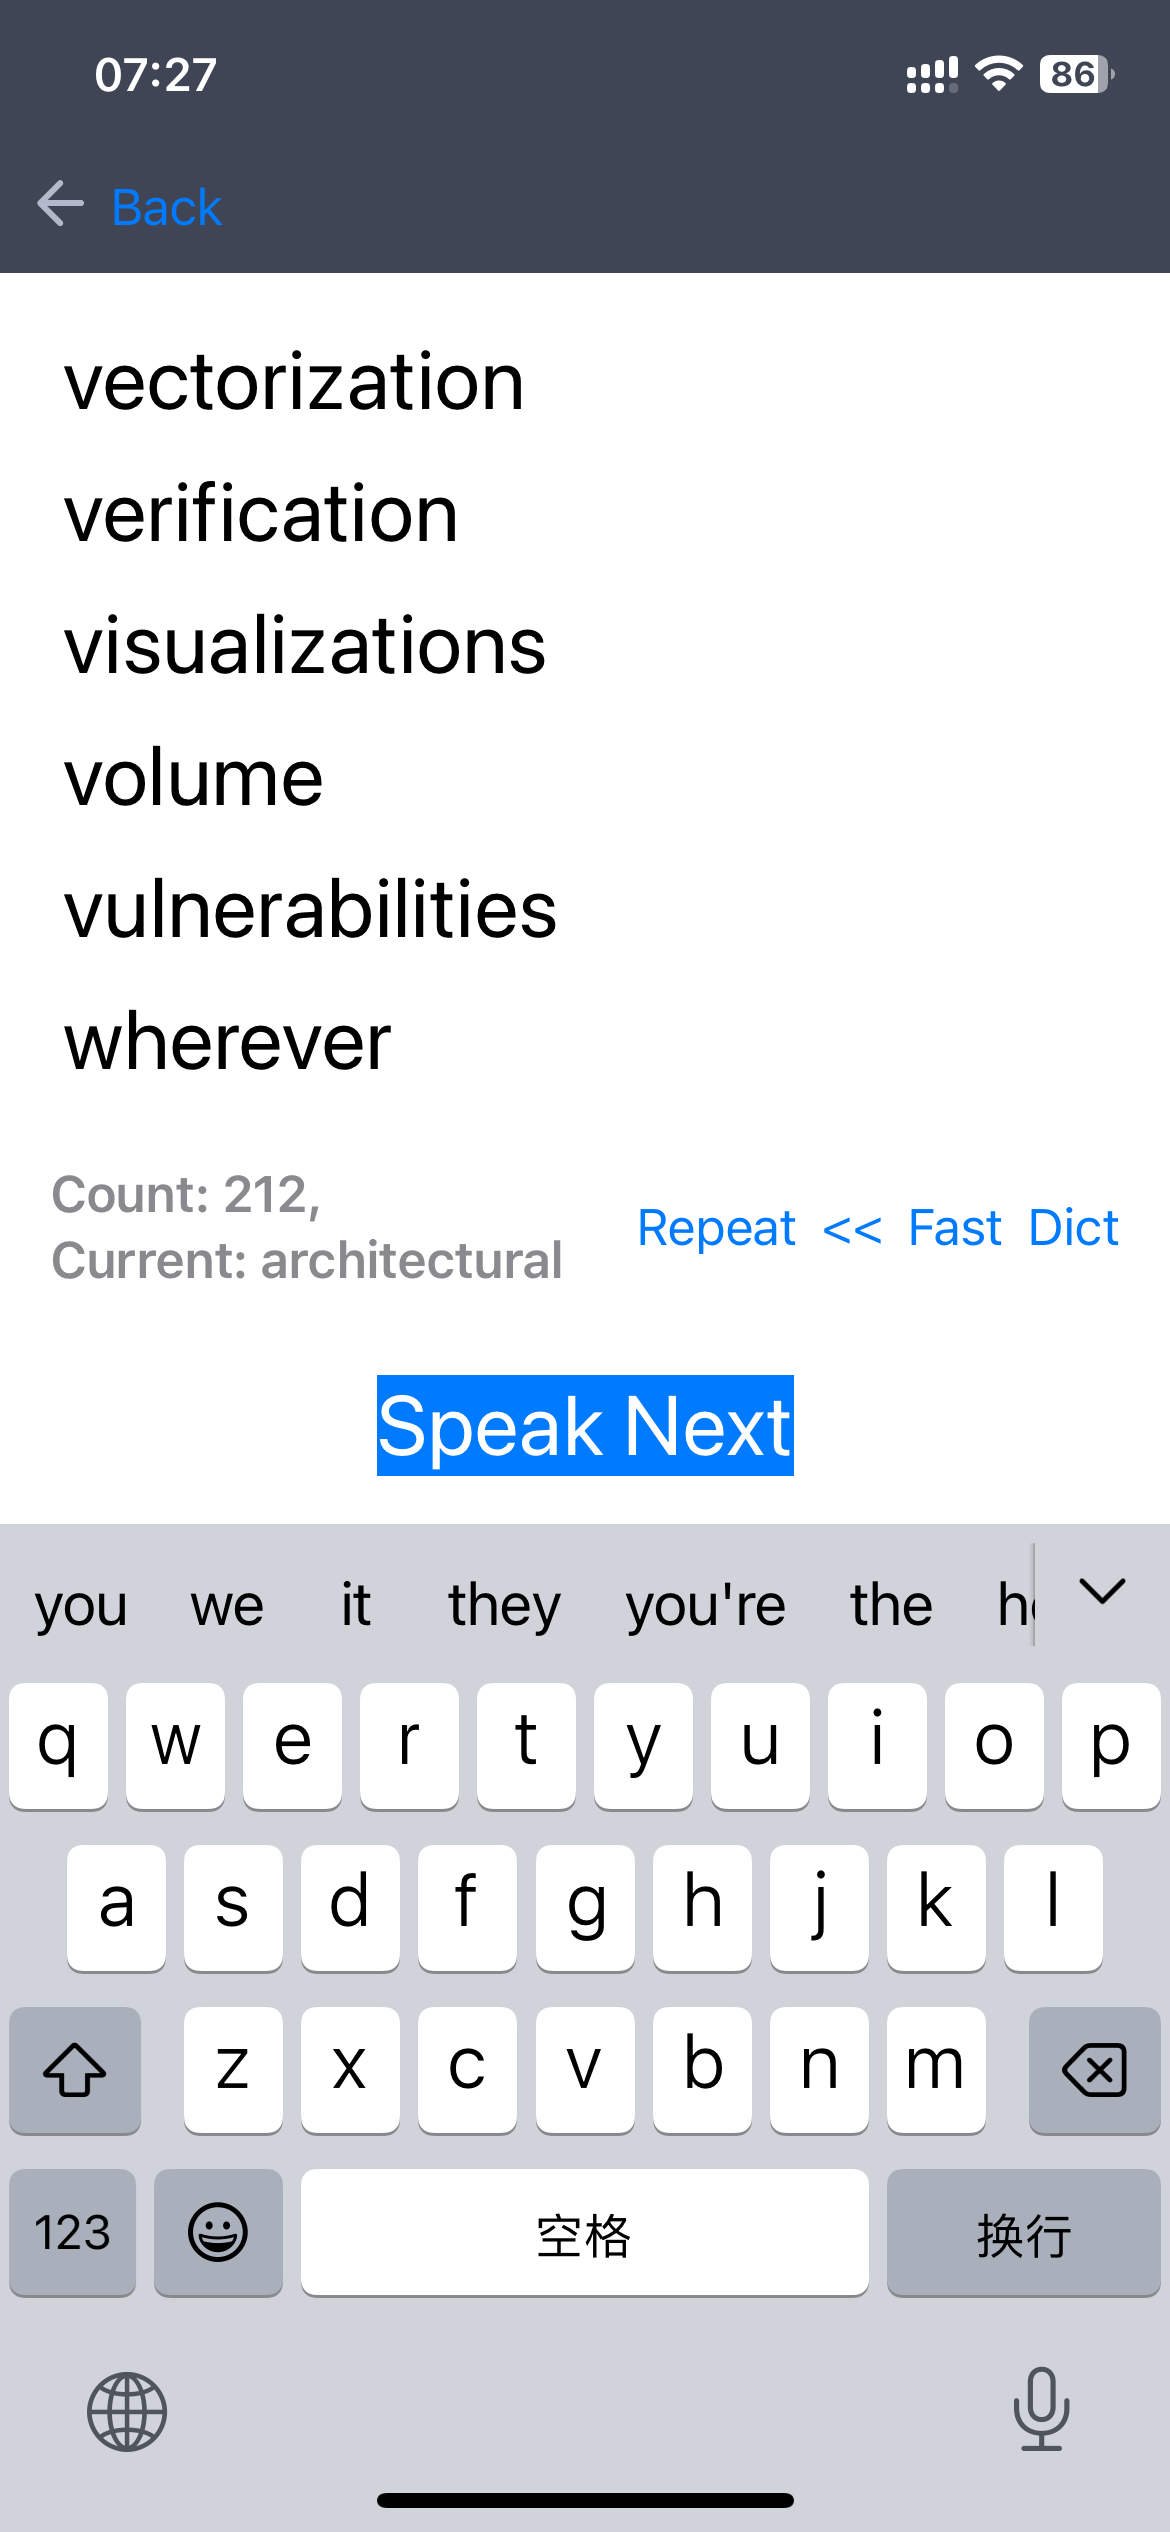 07:27
86
Back
vectorization
verification
visualizations
volume
vulnerabilities
wherever
Count: 212,
Current: architectural
Repeat << Fast Dict
Speak Next
you we it they you're the
q w e r t y u i o p
a s d f g h j k l
z x c v b n m
123 空格 换行